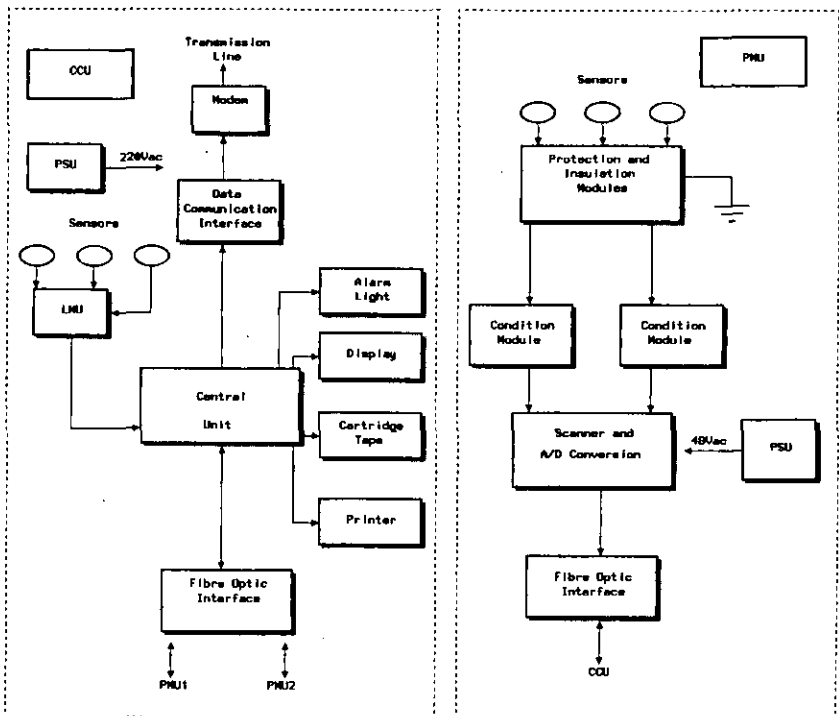 Transmission
Line
CCU
Modem
PSU
220Vac
Data
Communication
Interface
Sensors
LMU
Alarm
Light
Display
Central
Unit
Cartridge
Tape
Printer
Fibre Optic
Interface
PMU1
PMU2
PMU
Sensors
Protection and
Insulation
Modules
Condition
Module
Condition
Module
Scanner and
A/D Conversion
48Vac
PSU
Fibre Optic
Interface
CCU